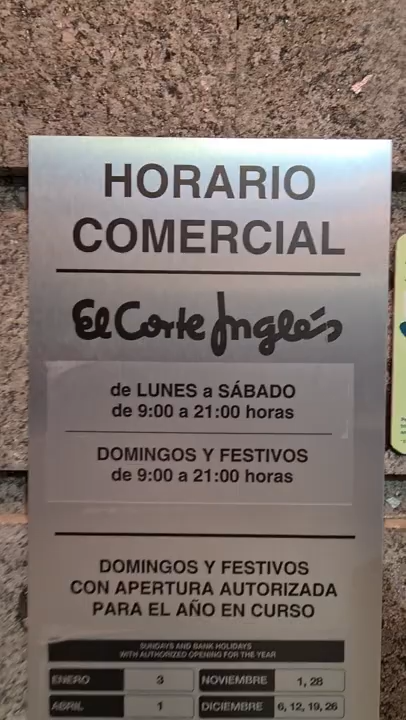 HORARIO
COMERCIAL
El Corte Inglés
de LUNES a SÁBADO
de 9:00 a 21:00 horas
DOMINGOS Y FESTIVOS
de 9:00 a 21:00 horas
DOMINGOS Y FESTIVOS
CON APERTURA AUTORIZADA
PARA EL AÑO EN CURSO
SUNDAYS AND BANK HOLIDAYS
WITH AUTHORIZED OPENING FOR THE YEAR
ENERO 3 NOVIEMBRE 1, 28
ABRIL 1 DICIEMBRE 6, 12, 19, 26